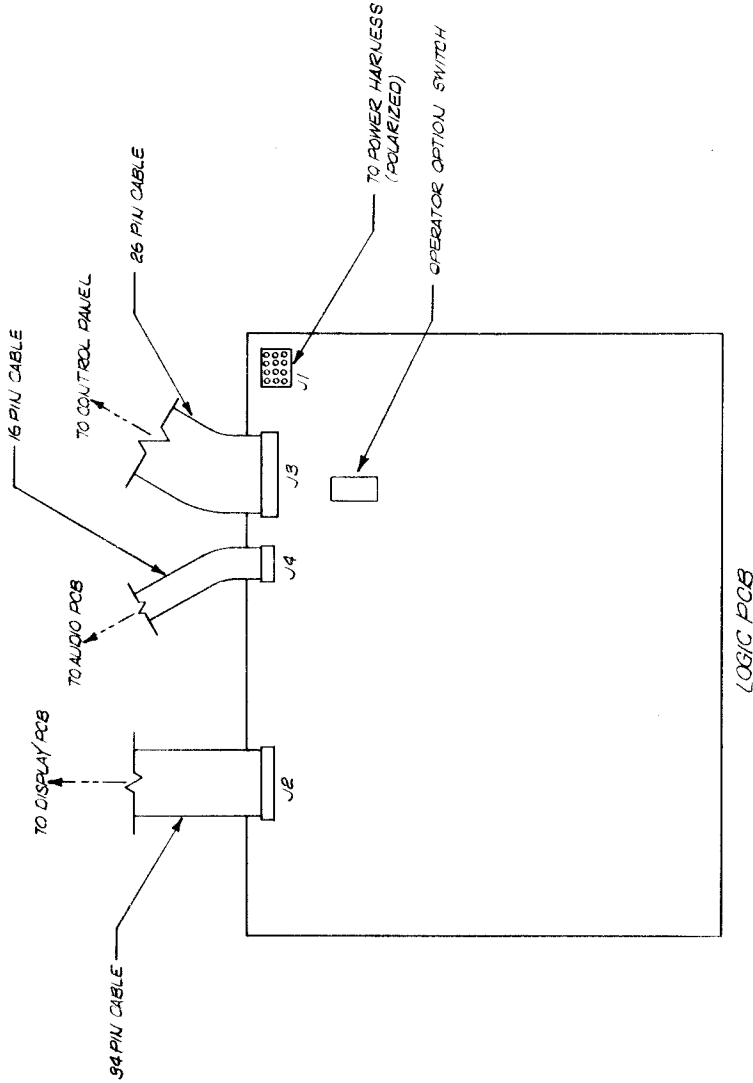 16 PIN CABLE
TO CONTROL PANEL
26 PIN CABLE
TO AUDIO PCB
TO DISPLAY PCB
34 PIN CABLE
TO POWER HARNESS
(POLARIZED)
OPERATOR OPTION SWITCH
J1
J3
J4
J2
LOGIC PCB